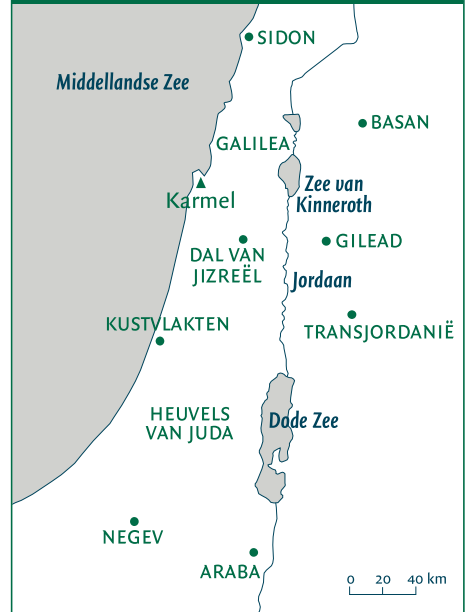 SIDON
Middellandse Zee
BASAN
GALILEA
Zee van
Kinneroth
Karmel
GILEAD
DAL VAN
JIZREËL
Jordaan
KUSTVLAKTEN
TRANSJORDANIË
HEUVELS
VAN JUDA
Dode Zee
NEGEV
ARABA
0 20 40 km